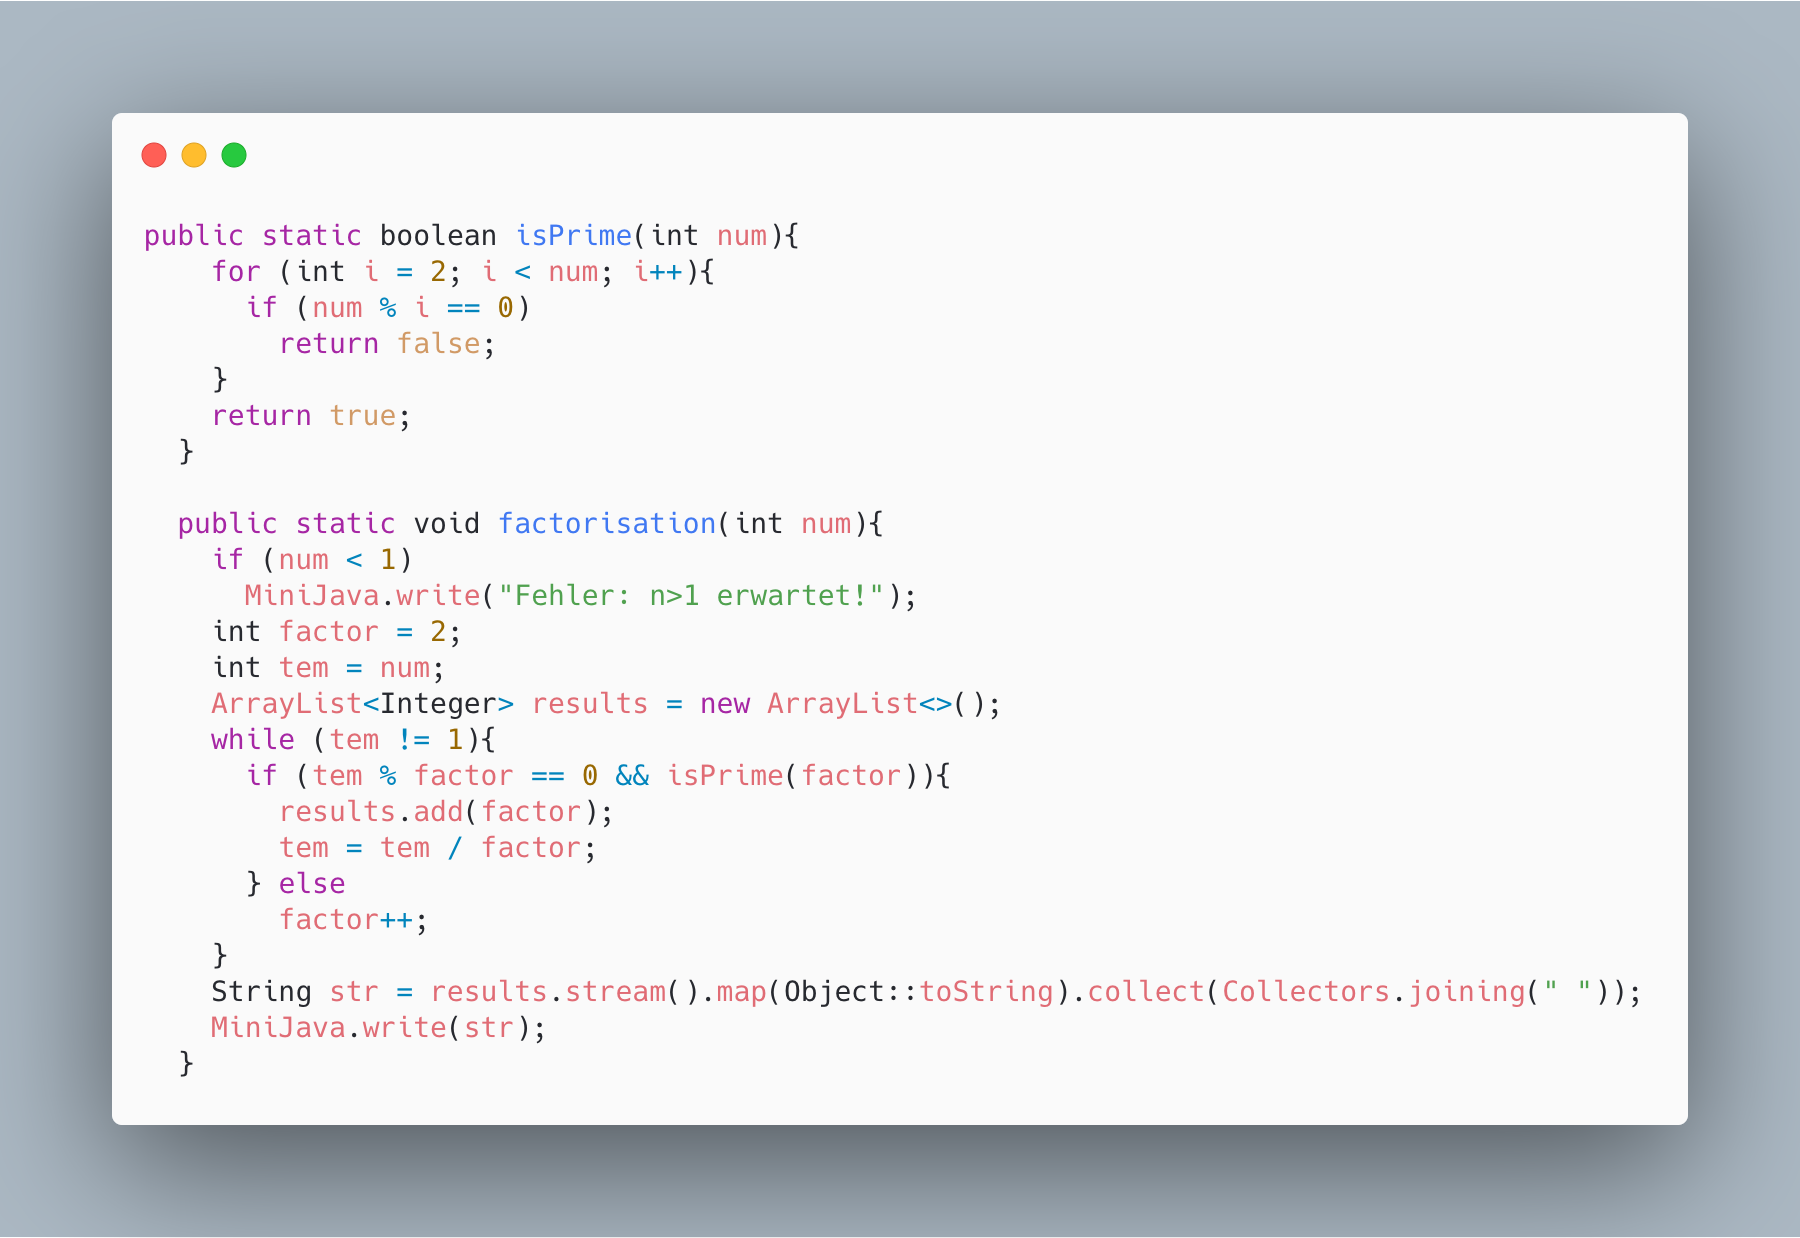 public static boolean isPrime(int num){
    for (int i = 2; i < num; i++){
      if (num % i == 0)
        return false;
    }
    return true;
  }

  public static void factorisation(int num){
    if (num < 1)
      MiniJava.write("Fehler: n>1 erwartet!");
    int factor = 2;
    int tem = num;
    ArrayList<Integer> results = new ArrayList<>();
    while (tem != 1){
      if (tem % factor == 0 && isPrime(factor)){
        results.add(factor);
        tem = tem / factor;
      } else
        factor++;
    }
    String str = results.stream().map(Object::toString).collect(Collectors.joining(" "));
    MiniJava.write(str);
  }